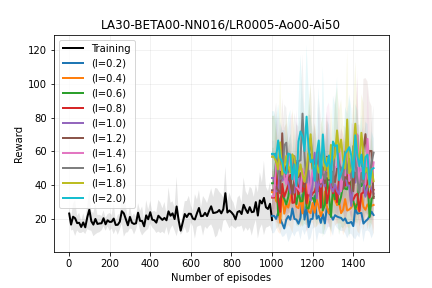 LA30-BETA00-NN016/LR0005-Ao00-Ai50
Reward
120
100
80
60
40
20
Training
(l=0.2)
(l=0.4)
(l=0.6)
(l=0.8)
(l=1.0)
(l=1.2)
(l=1.4)
(l=1.6)
(l=1.8)
(l=2.0)
0 200 400 600 800 1000 1200 1400
Number of episodes